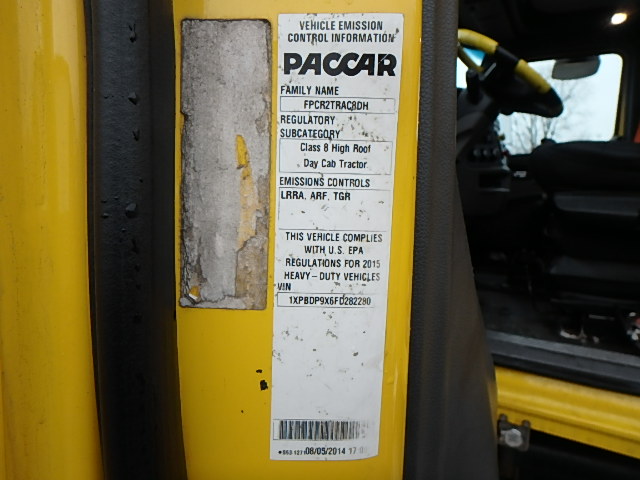 VEHICLE EMISSION
CONTROL INFORMATION
PACCAR
FAMILY NAME
FPCR2TRAC8DH
REGULATORY
SUBCATEGORY
Class 8 High Roof
Day Cab Tractor
EMISSIONS CONTROLS
LRRA, ARF, TGR
THIS VEHICLE COMPLIES
WITH U.S. EPA
REGULATIONS FOR 2015
HEAVY-DUTY VEHICLES
VIN
1XPBDP9X6FD282280
08/05/2014